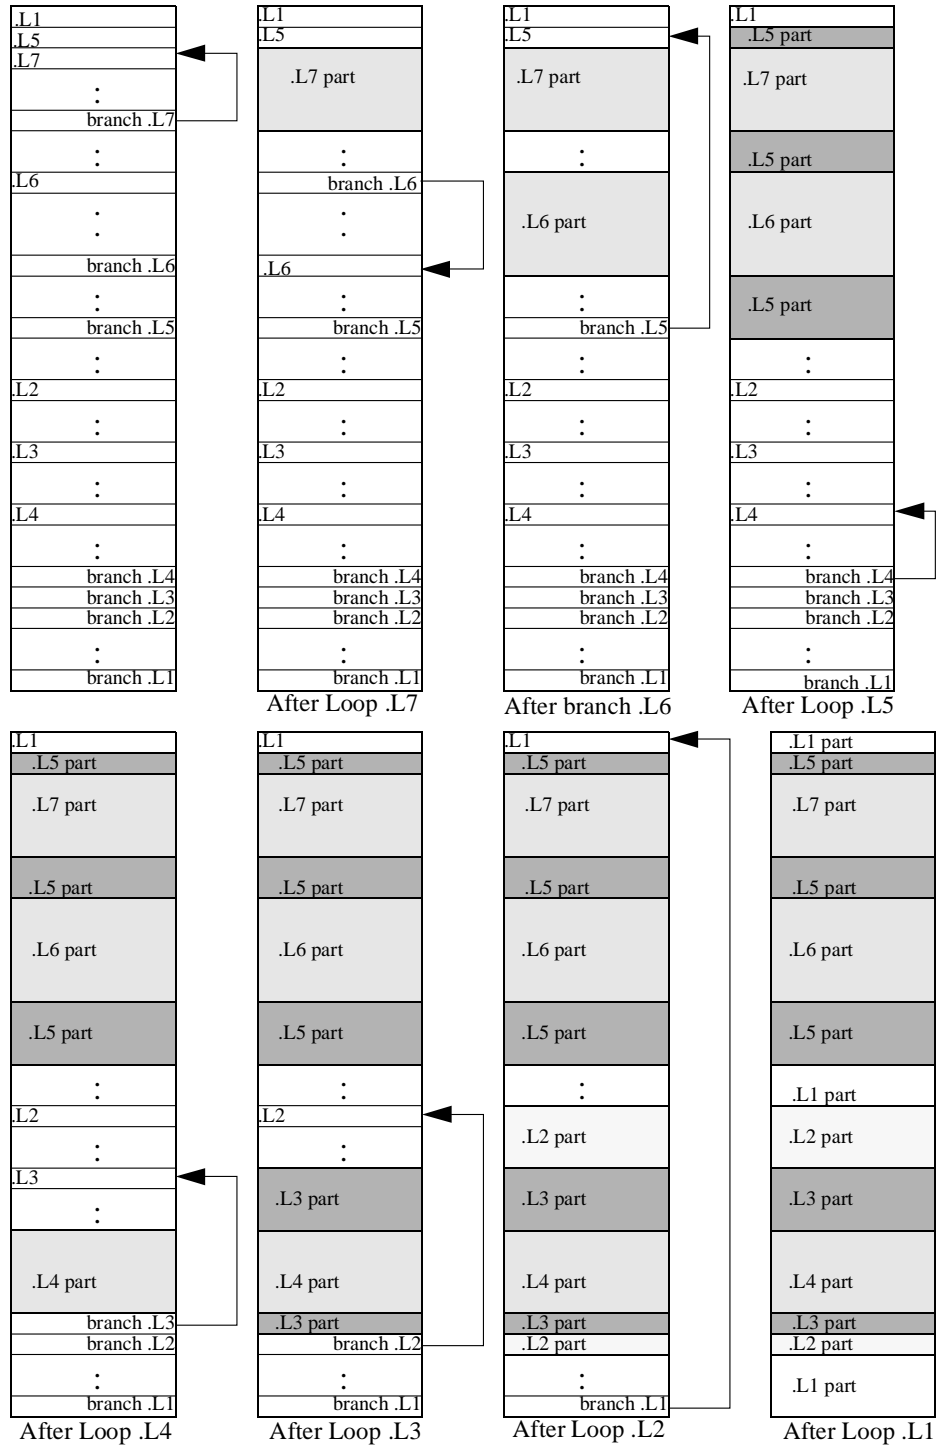 .L1
.L5
.L7
:
branch .L7
:
.L6
:
:
branch .L6
:
branch .L5
:
.L2
:
.L3
:
.L4
:
branch .L4
branch .L3
branch .L2
:
branch .L1
.L1
.L5
.L7 part
:
branch .L6
:
:
.L6
:
branch .L5
:
.L2
:
.L3
:
.L4
:
branch .L4
branch .L3
branch .L2
:
branch .L1
After Loop .L7
.L1
.L5
.L7 part
:
.L6 part
:
branch .L5
:
.L2
:
.L3
:
.L4
:
branch .L4
branch .L3
branch .L2
:
branch .L1
After branch .L6
.L1
.L5 part
.L7 part
.L5 part
.L6 part
.L5 part
:
.L2
:
.L3
:
.L4
:
branch .L4
branch .L3
branch .L2
:
branch .L1
After Loop .L5
.L1
.L5 part
.L7 part
.L5 part
.L6 part
.L5 part
:
.L2
:
.L3
:
.L4 part
branch .L3
branch .L2
:
branch .L1
After Loop .L4
.L1
.L5 part
.L7 part
.L5 part
.L6 part
.L5 part
:
.L2
:
.L3 part
.L4 part
.L3 part
branch .L2
:
branch .L1
After Loop .L3
.L1
.L5 part
.L7 part
.L5 part
.L6 part
.L5 part
:
.L2 part
.L3 part
.L4 part
.L3 part
.L2 part
:
branch .L1
After Loop .L2
.L1 part
.L5 part
.L7 part
.L5 part
.L6 part
.L5 part
.L1 part
.L2 part
.L3 part
.L4 part
.L3 part
.L2 part
.L1 part
After Loop .L1